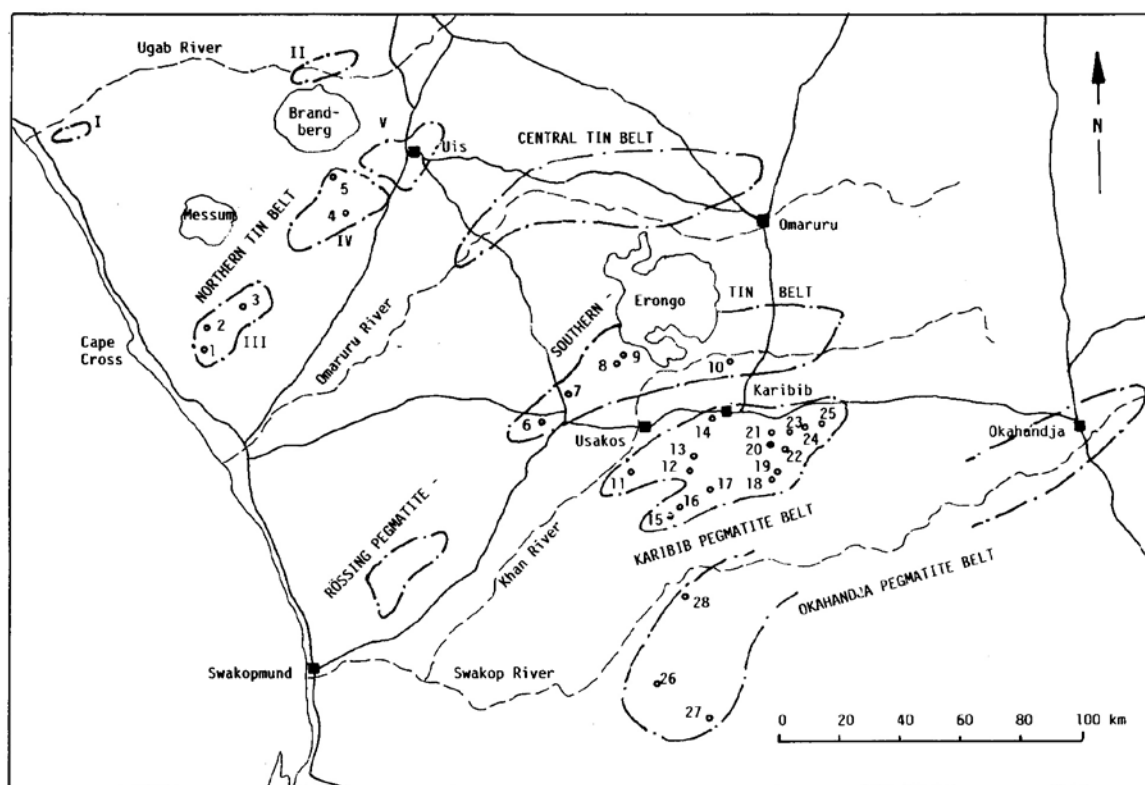 Ugab River
II
I
Brand-
berg
V
Uis
CENTRAL TIN BELT
N
5
4
IV
Messum
NORTHERN TIN BELT
Omaruru
3
2
1
III
Erongo
TIN BELT
Cape
Cross
Omaruru River
SOUTHERN
8
9
10
7
6
Karibib
Usakos
14
21
23
25
24
20
22
Okahandja
13
12
11
19
18
17
16
15
KARIBIB PEGMATITE BELT
RÖSSING PEGMATITE
Khan River
OKAHANDJA PEGMATITE BELT
28
Swakopmund
Swakop River
26
27
0 20 40 60 80 100 km